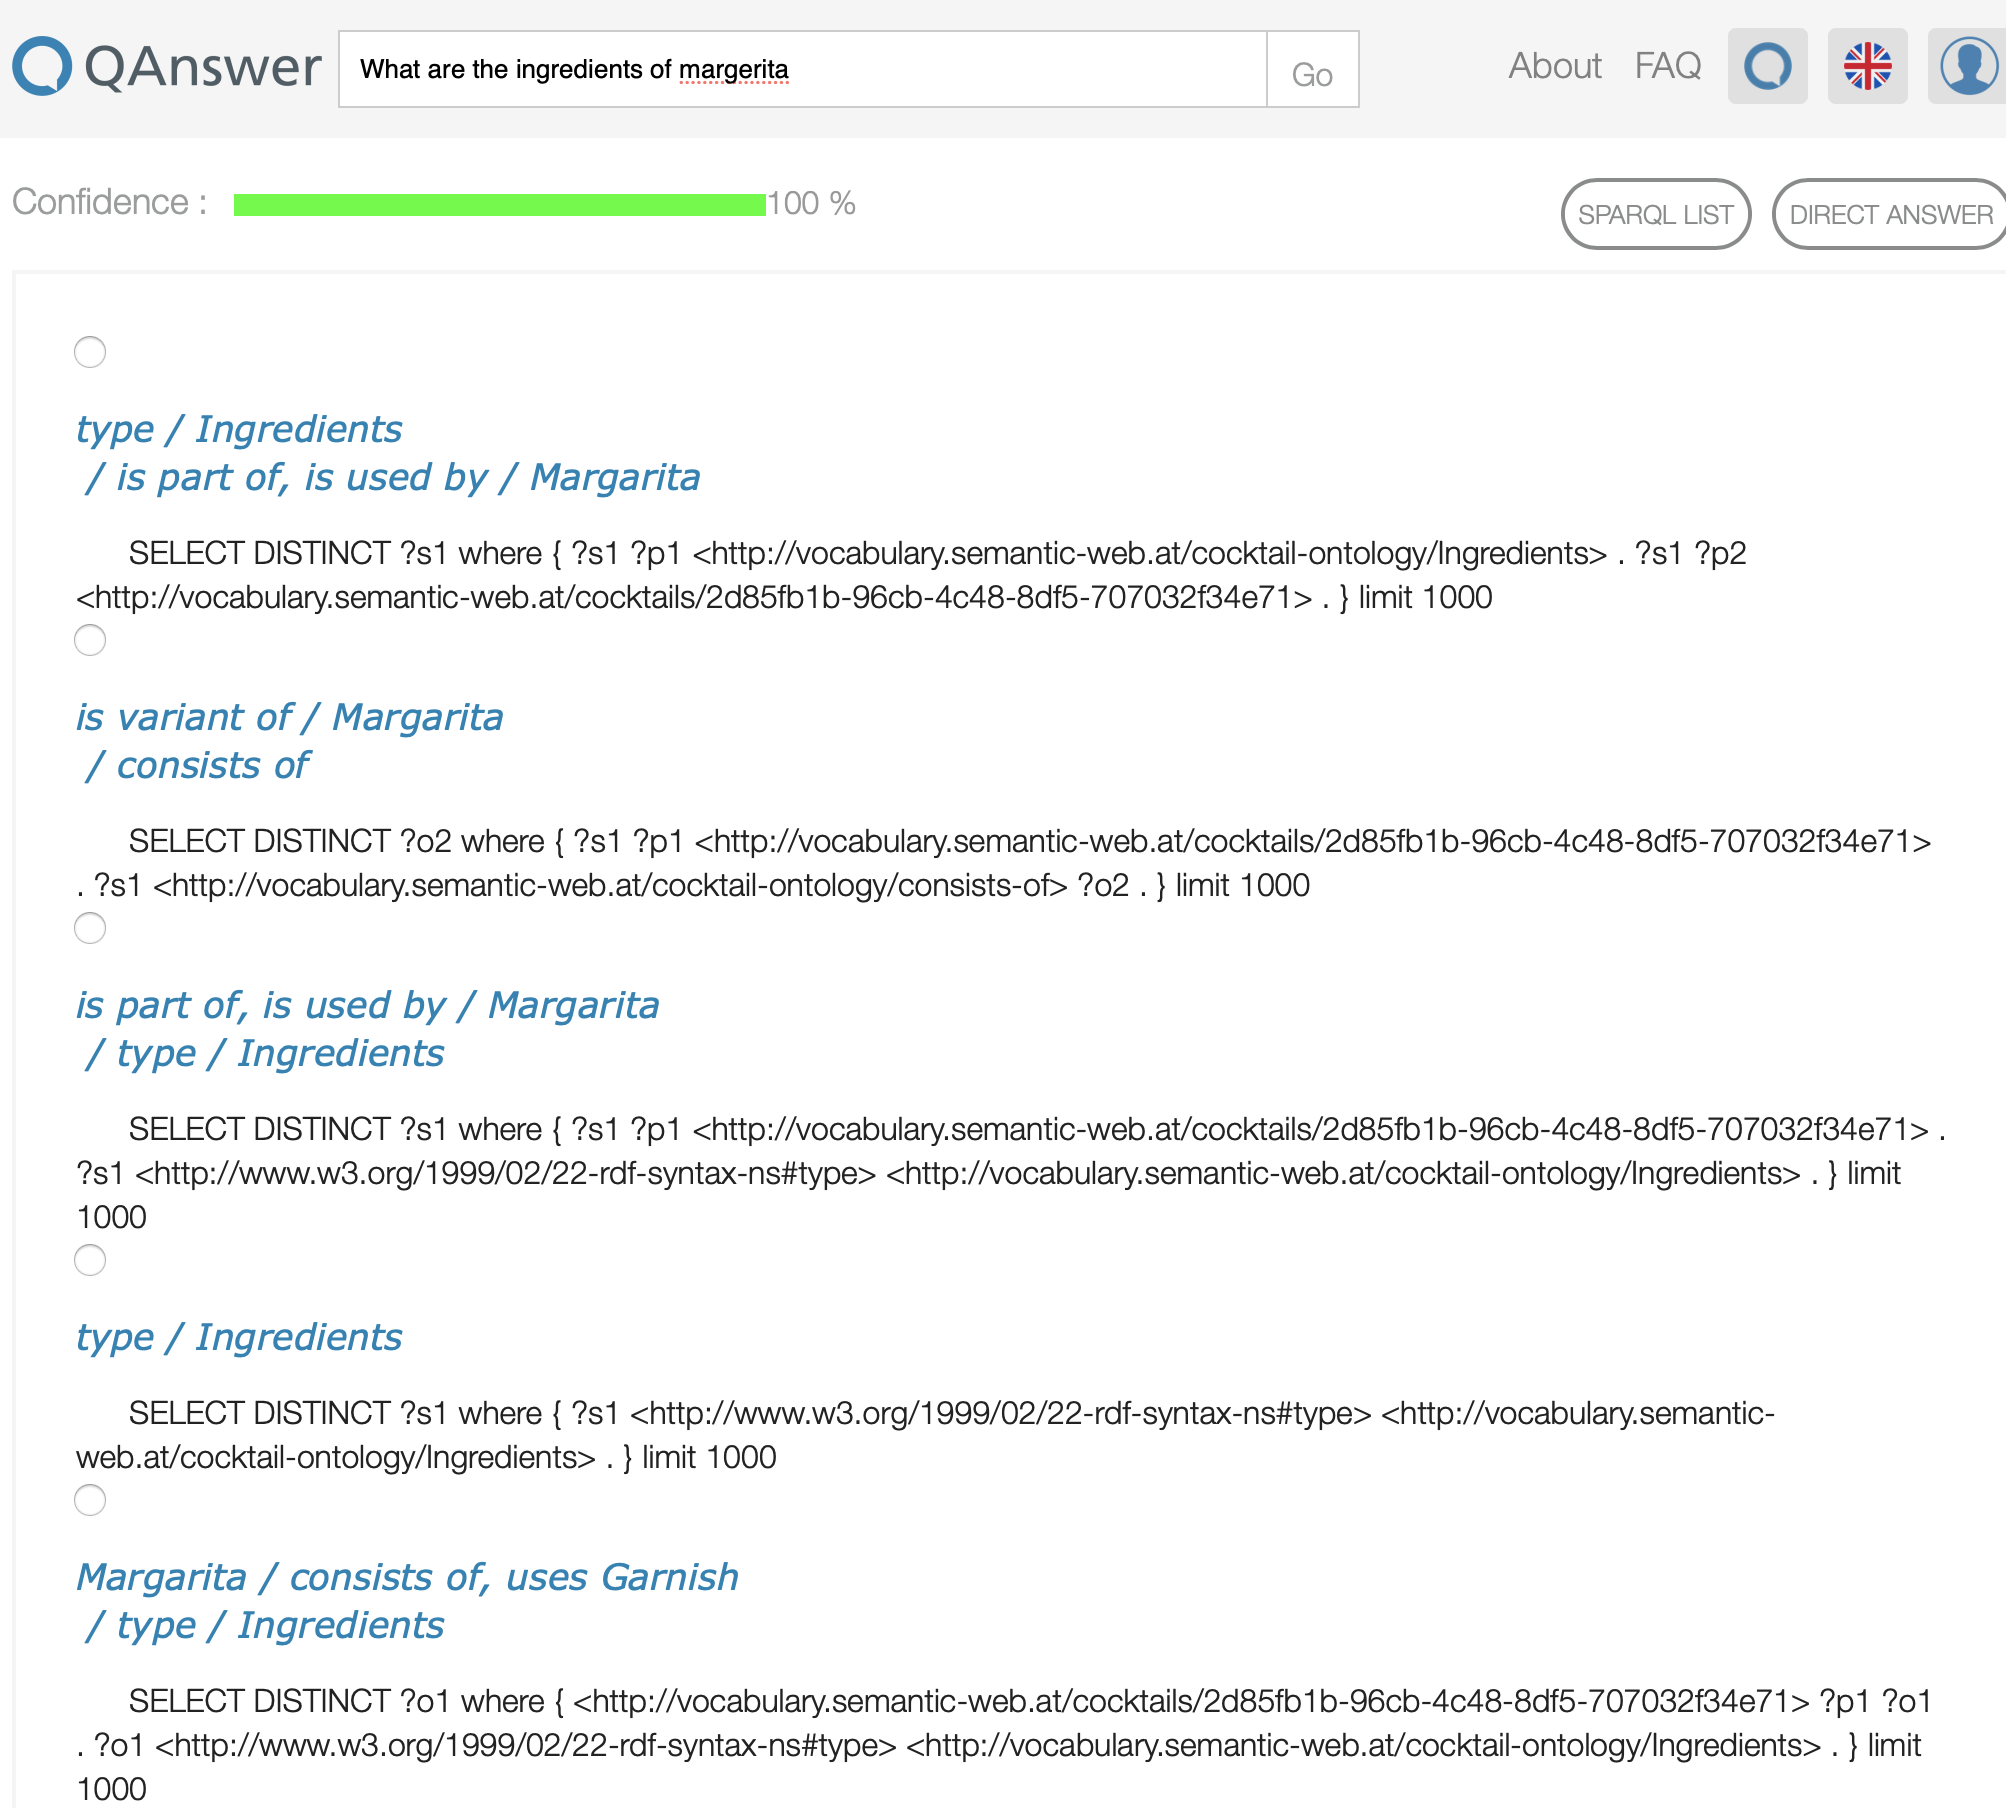 QAnswer
What are the ingredients of margerita
Go
About
FAQ
Confidence :
100 %
SPARQL LIST
DIRECT ANSWER
type / Ingredients
/ is part of, is used by / Margarita
SELECT DISTINCT ?s1 where { ?s1 ?p1 <http://vocabulary.semantic-web.at/cocktail-ontology/Ingredients> . ?s1 ?p2
<http://vocabulary.semantic-web.at/cocktails/2d85fb1b-96cb-4c48-8df5-707032f34e71> . } limit 1000
is variant of / Margarita
/ consists of
SELECT DISTINCT ?o2 where { ?s1 ?p1 <http://vocabulary.semantic-web.at/cocktails/2d85fb1b-96cb-4c48-8df5-707032f34e71>
. ?s1 <http://vocabulary.semantic-web.at/cocktail-ontology/consists-of> ?o2 . } limit 1000
is part of, is used by / Margarita
/ type / Ingredients
SELECT DISTINCT ?s1 where { ?s1 ?p1 <http://vocabulary.semantic-web.at/cocktails/2d85fb1b-96cb-4c48-8df5-707032f34e71> .
?s1 <http://www.w3.org/1999/02/22-rdf-syntax-ns#type> <http://vocabulary.semantic-web.at/cocktail-ontology/Ingredients> . } limit
1000
type / Ingredients
SELECT DISTINCT ?s1 where { ?s1 <http://www.w3.org/1999/02/22-rdf-syntax-ns#type> <http://vocabulary.semantic-
web.at/cocktail-ontology/Ingredients> . } limit 1000
Margarita / consists of, uses Garnish
/ type / Ingredients
SELECT DISTINCT ?o1 where { <http://vocabulary.semantic-web.at/cocktails/2d85fb1b-96cb-4c48-8df5-707032f34e71> ?p1 ?o1
. ?o1 <http://www.w3.org/1999/02/22-rdf-syntax-ns#type> <http://vocabulary.semantic-web.at/cocktail-ontology/Ingredients> . } limit
1000